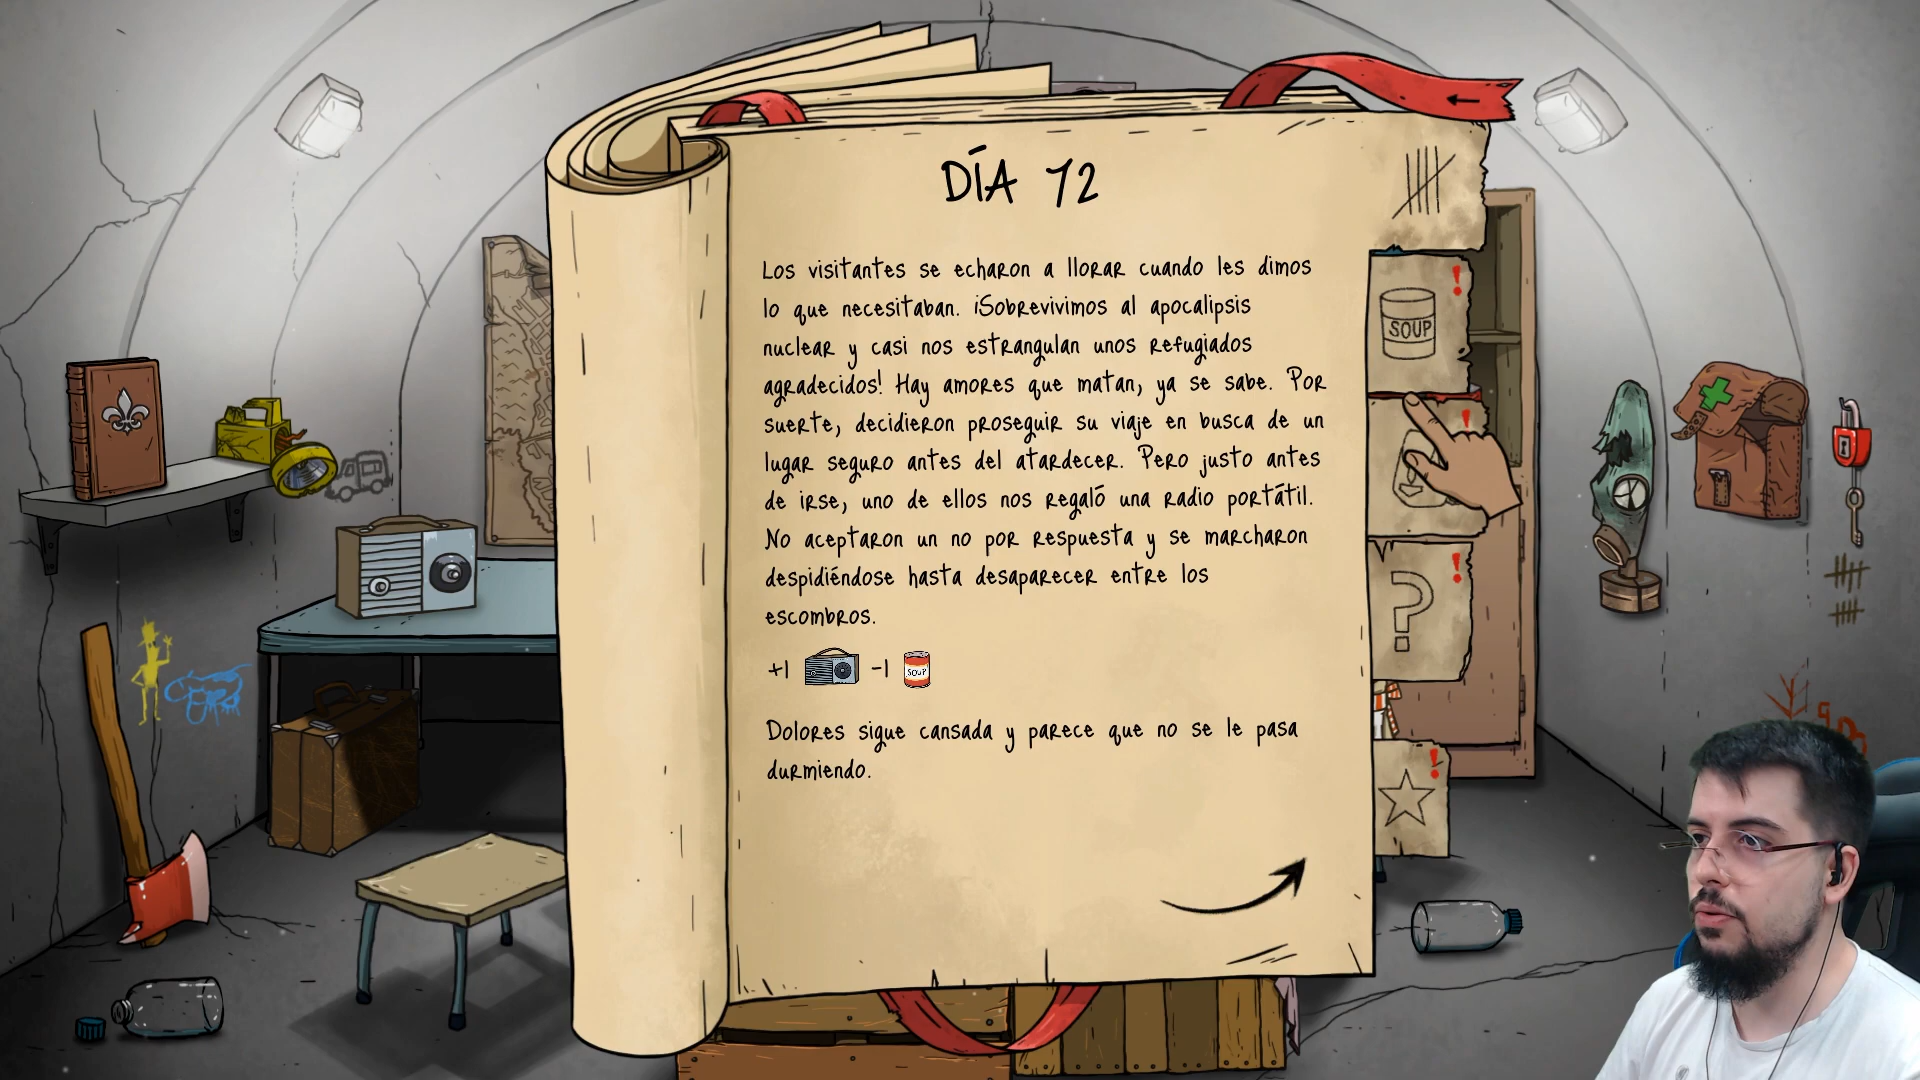 DÍA 72
Los visitantes se echaron a llorar cuando les dimos
lo que necesitaban. ¡Sobrevivimos al apocalipsis
nuclear y casi nos estrangulan unos refugiados
agradecidos! Hay amores que matan, ya se sabe. Por
suerte, decidieron proseguir su viaje en busca de un
lugar seguro antes del atardecer. Pero justo antes
de irse, uno de ellos nos regaló una radio portátil.
No aceptaron un no por respuesta y se marcharon
despidiéndose hasta desaparecer entre los
escombros.
+1 -1 SOUP
Dolores sigue cansada y parece que no se le pasa
durmiendo.
! SOUP
!
! ?
!